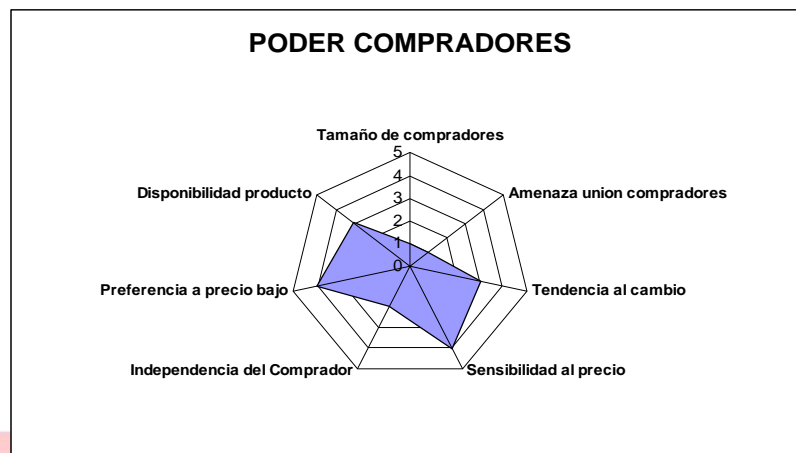 PODER COMPRADORES
Tamaño de compradores
5
4
3
2
1
0
Disponibilidad producto
Amenaza union compradores
Preferencia a precio bajo
Tendencia al cambio
Independencia del Comprador
Sensibilidad al precio